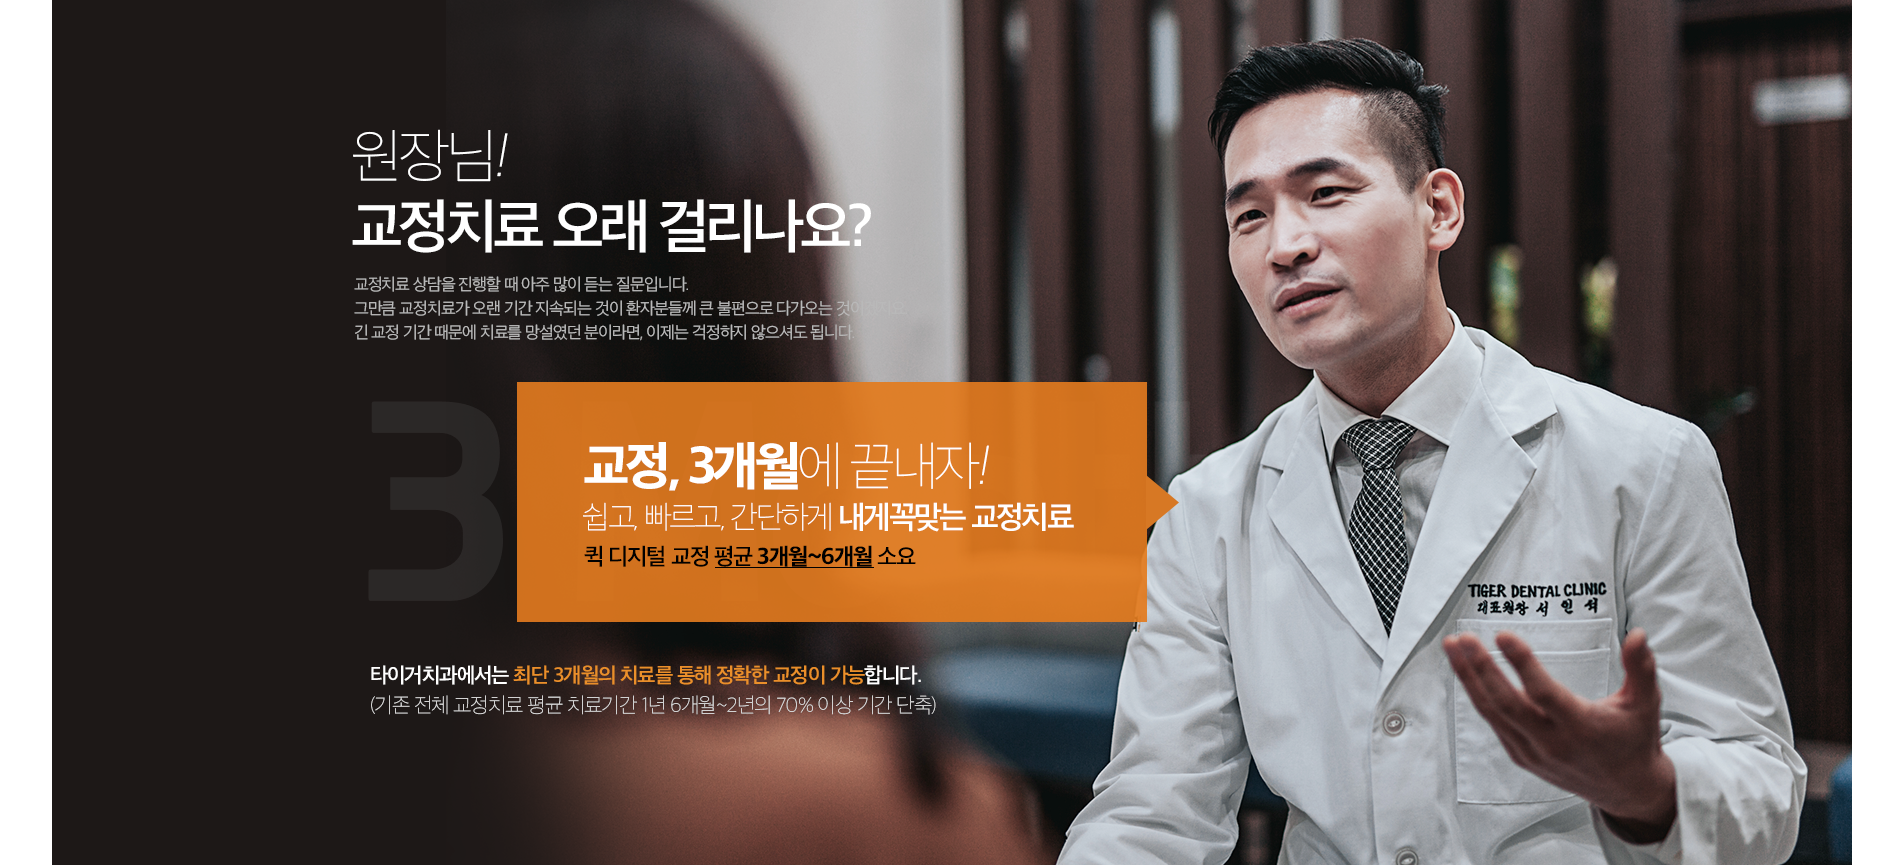 원장님!
교정치료 오래 걸리나요?
교정치료 상담을 진행할 때 아주 많이 듣는 질문입니다.
그만큼 교정치료가 오랜 기간 지속되는 것이 환자분들께 큰 불편으로 다가오는 것이
긴 교정 기간 때문에 치료를 망설였던 분이라면, 이제는 걱정하지 않으셔도 됩니다.
3
교정, 3개월에 끝내자!
쉽고, 빠르고, 간단하게 내게꼭맞는 교정치료
퀵 디지털 교정 평균 3개월~6개월 소요
TIGER DENTAL CLINIC
대표원장 서 인 석
타이거치과에서는 최단 3개월의 치료를 통해 정확한 교정이 가능합니다.
(기존 전체 교정치료 평균 치료기간 1년 6개월~2년의 70% 이상 기간 단축)